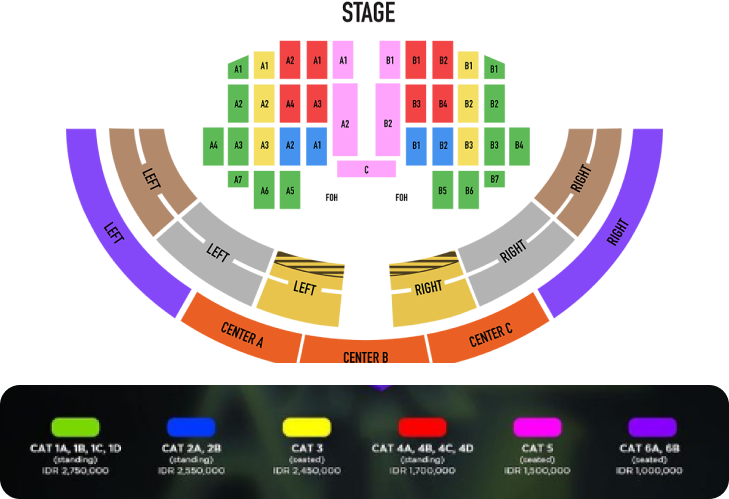 STAGE
A1 A1 A2 A1 A1 B1 B1 B2 B1 B1
A2 A2 A4 A3 A2 B2 B3 B4 B2 B2
A4 A3 A3 A2 A1 B1 B2 B3 B3 B4
C
A7 A6 A5 FOH FOH B5 B6 B7
LEFT RIGHT
LEFT RIGHT
LEFT RIGHT
LEFT RIGHT
CENTER A CENTER B CENTER C
CAT 1A, 1B, 1C, 1D
(standing)
IDR 2,750,000
CAT 2A, 2B
(standing)
IDR 2,550,000
CAT 3
(seated)
IDR 2,450,000
CAT 4A, 4B, 4C, 4D
(standing)
IDR 1,700,000
CAT 5
(seated)
IDR 1,500,000
CAT 6A, 6B
(seated)
IDR 1,000,000